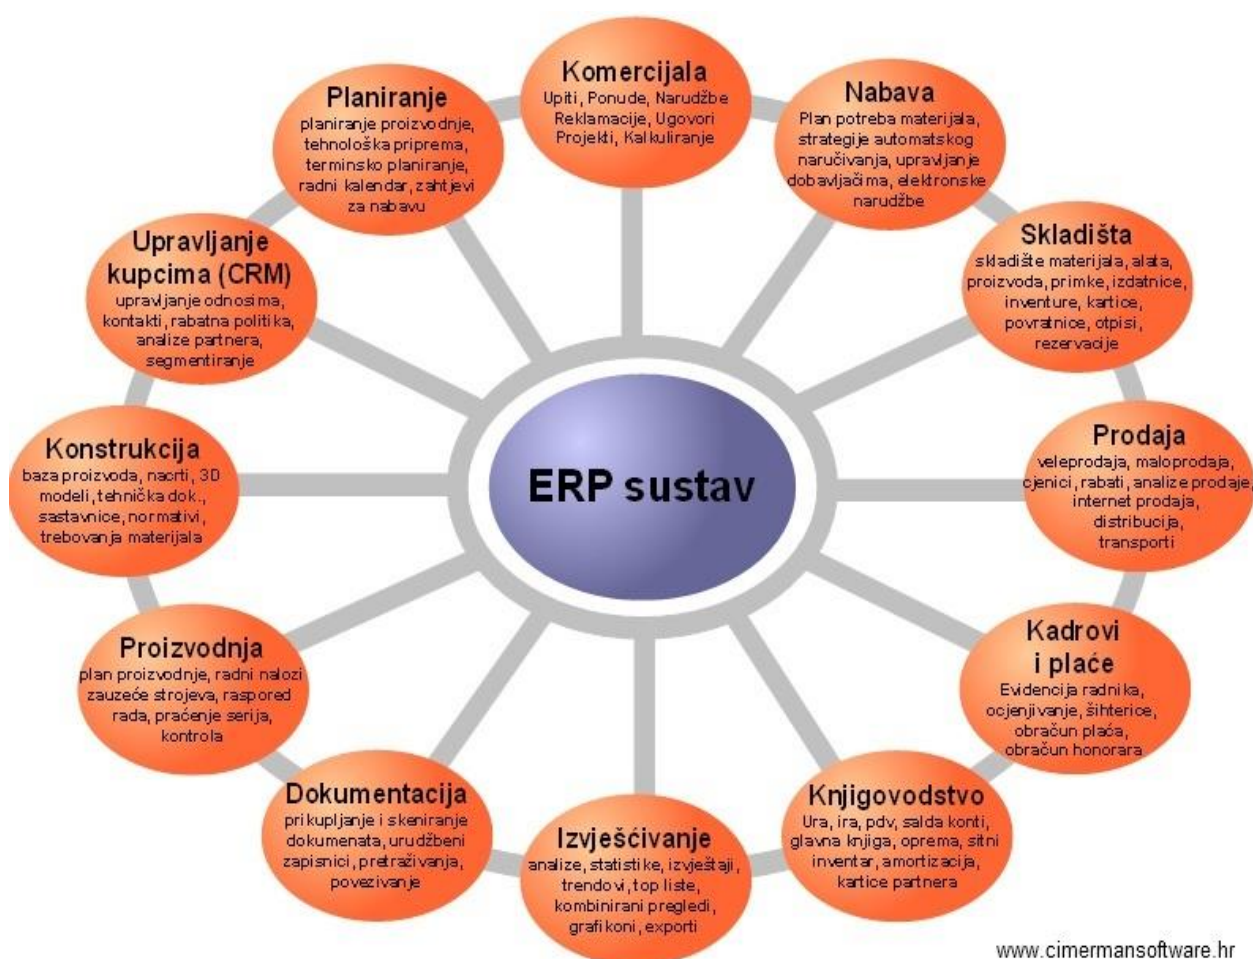 Komercijala
Upiti, Ponude, Narudžbe
Reklamacije, Ugovori
Projekti, Kalkuliranje
Nabava
Plan potreba materijala,
strategije automatskog
naručivanja, upravljanje
dobavljačima, elektronske
narudžbe
Skladišta
skladište materijala, alata,
proizvoda, primke, izdatnice,
inventure, kartice,
povratnice, otpisi,
rezervacije
Prodaja
veleprodaja, maloprodaja,
cjenici, rabati, analize prodaje,
internet prodaja,
distribucija,
transporti
Kadrovi
i plaće
Evidencija radnika,
ocjenjivanje, šihterice,
obračun plaća,
obračun honorara
Knjigovodstvo
Ura, ira, pdv, salda konti,
glavna knjiga, oprema, sitni
inventar, amortizacija,
kartice partnera
Izvješćivanje
analize, statistike, izvještaji,
trendovi, top liste,
kombinirani pregledi,
grafikoni, exporti
Dokumentacija
prikupljanje i skeniranje
dokumenata, urudžbeni
zapisnici, pretraživanja,
povezivanje
Proizvodnja
plan proizvodnje, radni nalozi
zauzeće strojeva, raspored
rada, praćenje serija,
kontrola
Konstrukcija
baza proizvoda, nacrti, 3D
modeli, tehnička dok.,
sastavnice, normativi,
trebovanja materijala
Upravljanje
kupcima (CRM)
upravljanje odnosima,
kontakti, rabatna politika,
analize partnera,
segmentiranje
Planiranje
planiranje proizvodnje,
tehnološka priprema,
terminsko planiranje,
radni kalendar, zahtjevi
za nabavu
ERP sustav
www.cimermansoftware.hr